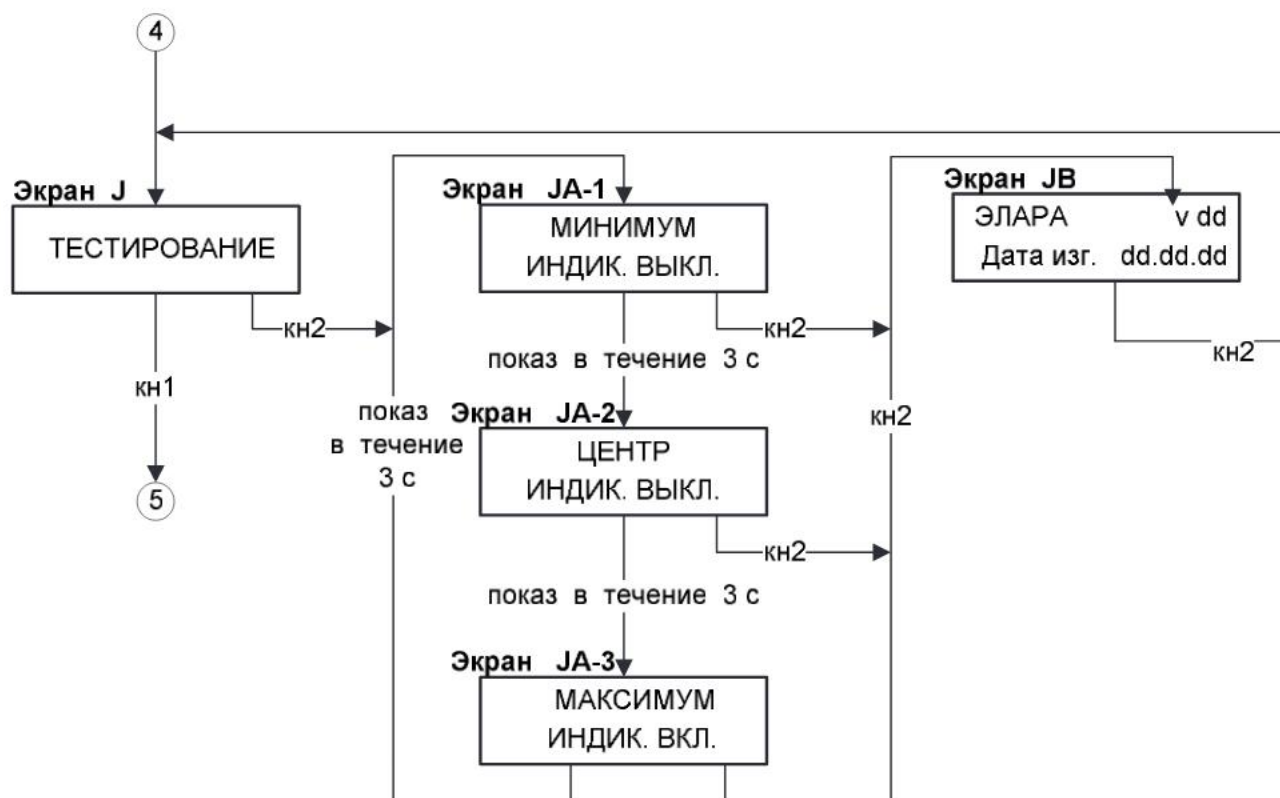 4
Экран J
ТЕСТИРОВАНИЕ
кн2
кн1
5
показ
в течение
3 с
Экран JA-1
МИНИМУМ
ИНДИК. ВЫКЛ.
кн2
показ в течение 3 с
Экран JA-2
ЦЕНТР
ИНДИК. ВЫКЛ.
кн2
показ в течение 3 с
Экран JA-3
МАКСИМУМ
ИНДИК. ВКЛ.
кн2
Экран JB
ЭЛАРА v dd
Дата изг. dd.dd.dd
кн2